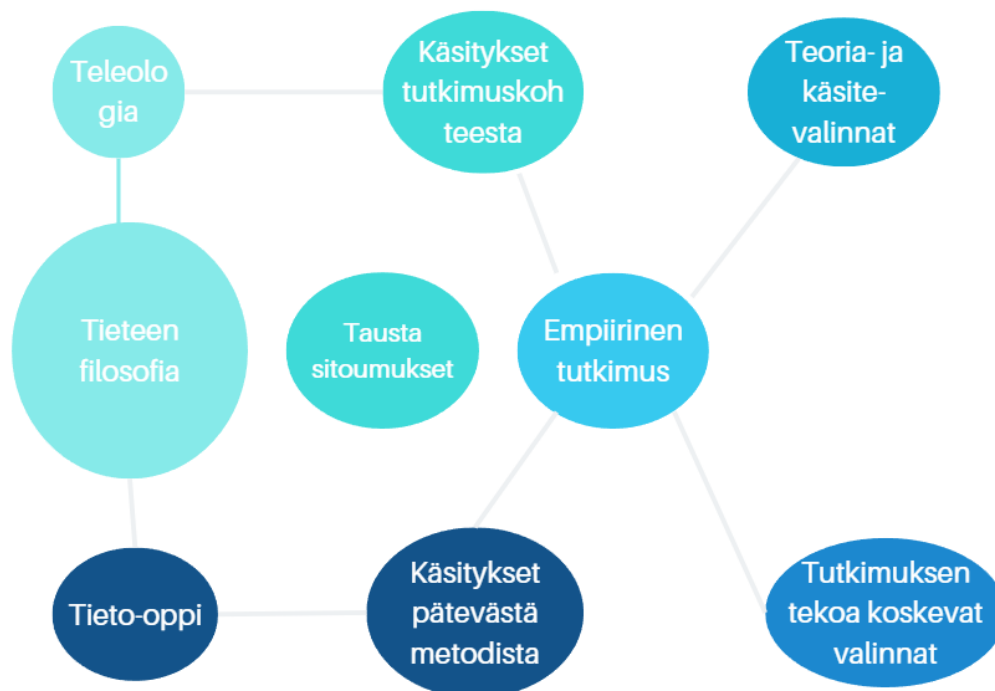 Teleolo
gia
Käsitykset
tutkimuskoh
teesta
Teoria- ja
käsite-
valinnat
Tieteen
filosofia
Tausta
sitoumukset
Empiirinen
tutkimus
Tieto-oppi
Käsitykset
pätevästä
metodista
Tutkimuksen
tekoa koskevat
valinnat